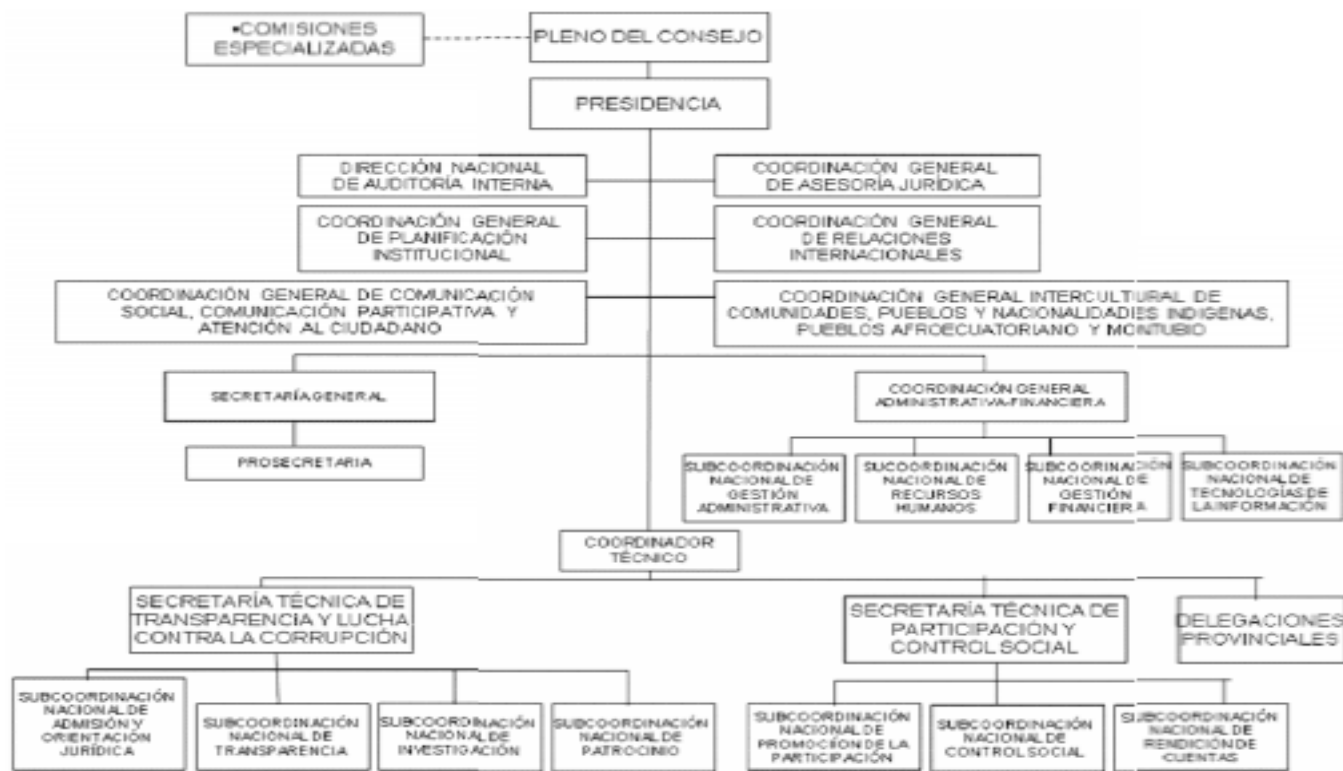 ▪COMISIONES
ESPECIALIZADAS
PLENO DEL CONSEJO
PRESIDENCIA
DIRECCIÓN NACIONAL
DE AUDITORÍA INTERNA
COORDINACIÓN GENERAL
DE ASESORÍA JURÍDICA
COORDINACIÓN GENERAL
DE PLANIFICACIÓN
INSTITUCIONAL
COORDINACIÓN GENERAL
DE RELACIONES
INTERNACIONALES
COORDINACIÓN GENERAL DE COMUNICACIÓN
SOCIAL, COMUNICACIÓN PARTICIPATIVA Y
ATENCIÓN AL CIUDADANO
COORDINACIÓN GENERAL INTERCULTURAL DE
COMUNIDADES, PUEBLOS Y NACIONALIDADES INDIGENAS,
PUEBLOS AFROECUATORIANO Y MONTUBIO
SECRETARÍA GENERAL
COORDINACIÓN GENERAL
ADMINISTRATIVA-FINANCIERA
PROSECRETARIA
SUBCOORDINACIÓN
NACIONAL DE
GESTIÓN
ADMINISTRATIVA
SUCOORDINACIÓN
NACIONAL DE
RECURSOS
HUMANOS
SUBCOORINACIÓN
NACIONAL DE
GESTIÓN
FINANCIERA
SUBCOORDINACIÓN
NACIONAL DE
TECNOLOGÍAS DE
LA INFORMACIÓN
COORDINADOR
TÉCNICO
SECRETARÍA TÉCNICA DE
TRANSPARENCIA Y LUCHA
CONTRA LA CORRUPCIÓN
SECRETARÍA TÉCNICA DE
PARTICIPACIÓN Y
CONTROL SOCIAL
DELEGACIONES
PROVINCIALES
SUBCOORDINACIÓN
NACIONAL DE
ADMISIÓN Y
ORIENTACIÓN
JURÍDICA
SUBCOORDINACIÓN
NACIONAL DE
TRANSPARENCIA
SUBCOORDINACIÓN
NACIONAL DE
INVESTIGACIÓN
SUBCOORDINACIÓN
NACIONAL DE
PATROCINIO
SUBCOORDINACIÓN
NACIONAL DE
PROMOCIIÓN DE LA
PARTICIPACIÓN
SUBCOORDINACIÓN
NACIONAL DE
CONTROL SOCIAL
SUBCOORDINACIÓN
NACIONAL DE
RENDICIÓN DE
CUENTAS